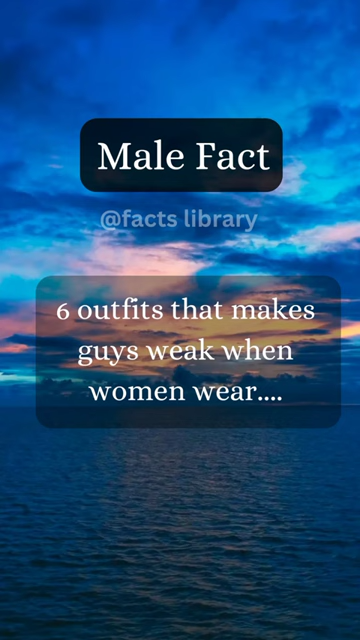 Male Fact
@facts library
6 outfits that makes
guys weak when
women wear....